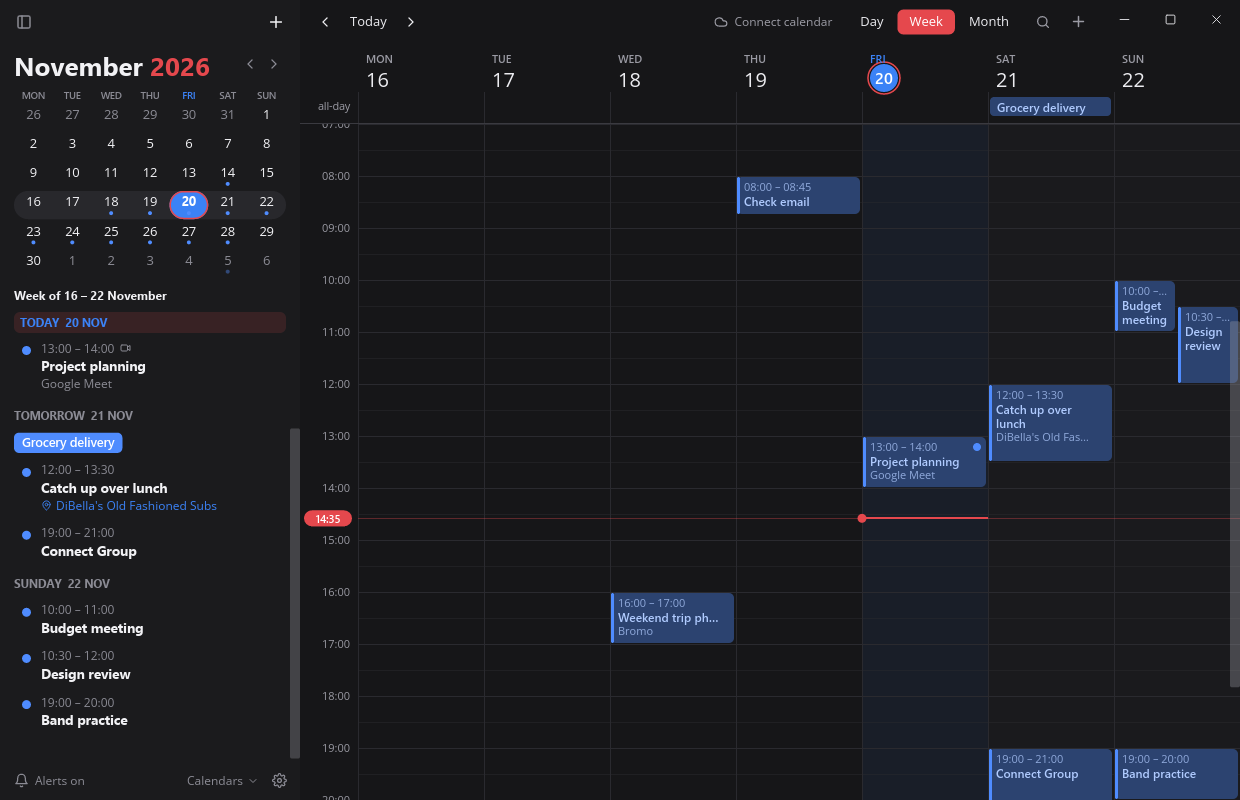 November 2026
MON TUE WED THU FRI SAT SUN
26 27 28 29 30 31 1
2 3 4 5 6 7 8
9 10 11 12 13 14 15
16 17 18 19 20 21 22
23 24 25 26 27 28 29
30 1 2 3 4 5 6
Week of 16 – 22 November
TODAY 20 NOV
13:00 – 14:00
Project planning
Google Meet
TOMORROW 21 NOV
Grocery delivery
12:00 – 13:30
Catch up over lunch
DiBella's Old Fashioned Subs
19:00 – 21:00
Connect Group
SUNDAY 22 NOV
10:00 – 11:00
Budget meeting
10:30 – 12:00
Design review
19:00 – 20:00
Band practice
Alerts on
Calendars
Today
Connect calendar
Day
Week
Month
MON
16
TUE
17
WED
18
THU
19
FRI
20
SAT
21
SUN
22
all-day
Grocery delivery
07:00
08:00
09:00
10:00
11:00
12:00
13:00
14:00
14:35
15:00
16:00
17:00
18:00
19:00
20:00
16:00 – 17:00
Weekend trip ph...
Bromo
08:00 – 08:45
Check email
13:00 – 14:00
Project planning
Google Meet
12:00 – 13:30
Catch up over
lunch
DiBella's Old Fas...
19:00 – 21:00
Connect Group
10:00 –...
Budget
meeting
10:30 –...
Design
review
19:00 – 20:00
Band practice